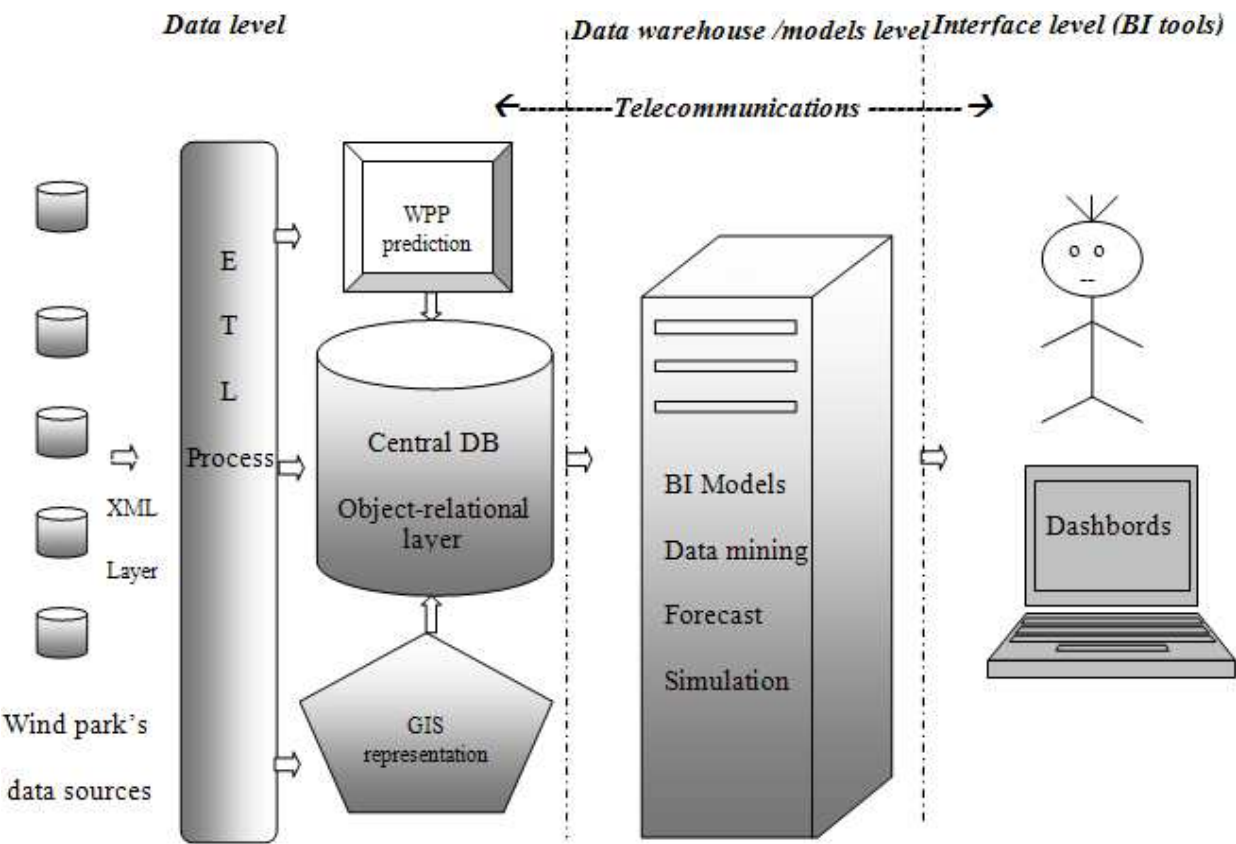 Data level
Data warehouse /models level
Interface level (BI tools)
←----------Telecommunications ---------→
WPP
prediction
E
T
L
Process
XML
Layer
Wind park's
data sources
Central DB
Object-relational
layer
GIS
representation
BI Models
Data mining
Forecast
Simulation
Dashbords